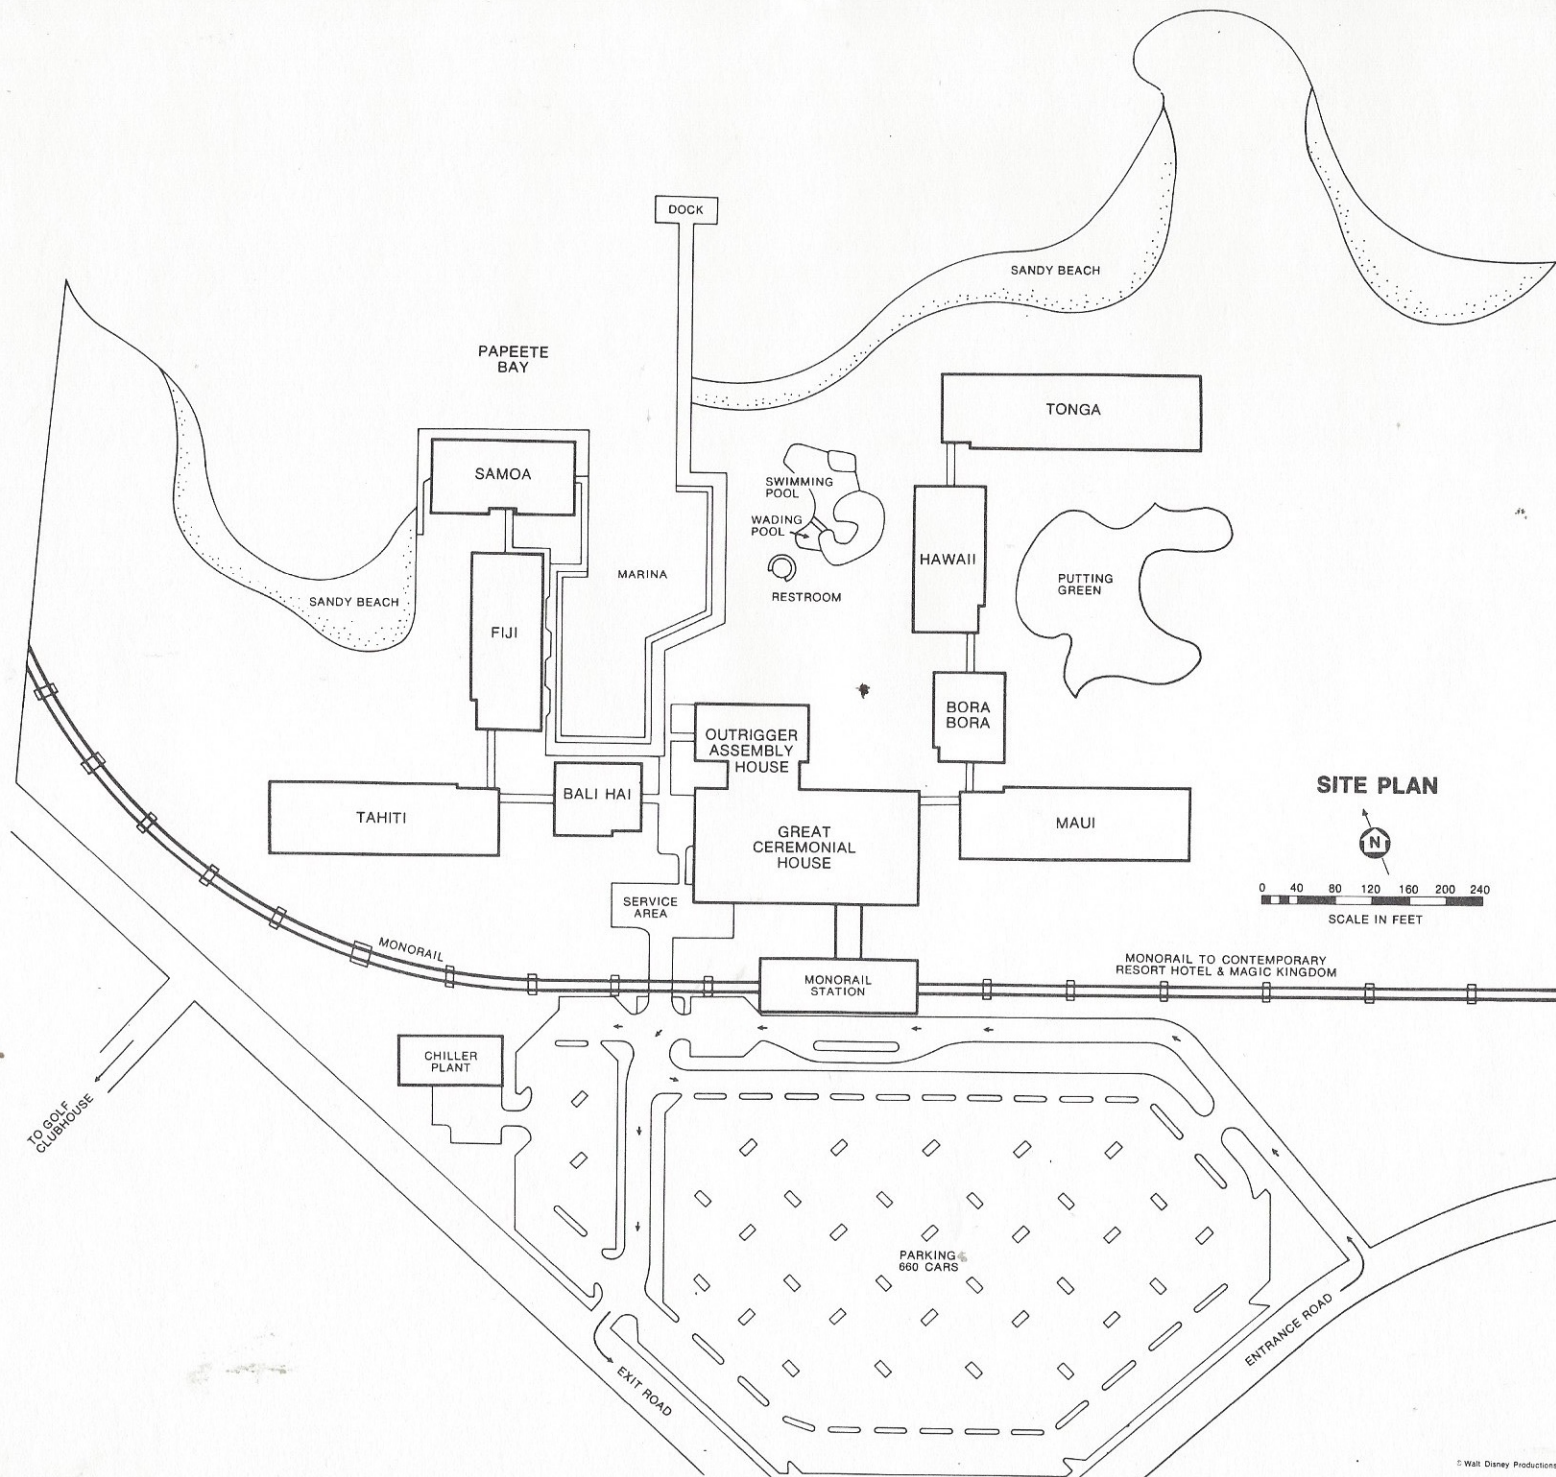 DOCK
SANDY BEACH
PAPEETE
BAY
TONGA
SAMOA
SWIMMING
POOL
WADING
POOL
HAWAII
MARINA
PUTTING
GREEN
RESTROOM
SANDY BEACH
FIJI
BORA
BORA
OUTRIGGER
ASSEMBLY
HOUSE
BALI HAI
TAHITI
MAUI
GREAT
CEREMONIAL
HOUSE
SITE PLAN
N
0 40 80 120 160 200 240
SCALE IN FEET
SERVICE
AREA
MONORAIL
MONORAIL
STATION
MONORAIL TO CONTEMPORARY
RESORT HOTEL & MAGIC KINGDOM
CHILLER
PLANT
TO GOLF
CLUBHOUSE
PARKING
660 CARS
ENTRANCE ROAD
EXIT ROAD
© Walt Disney Productions